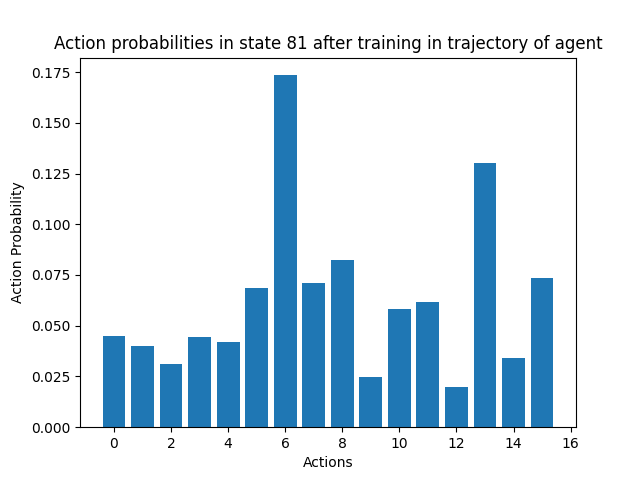 Action probabilities in state 81 after training in trajectory of agent
0.175
0.150
0.125
0.100
0.075
0.050
0.025
0.000
Action Probability
0 2 4 6 8 10 12 14 16
Actions